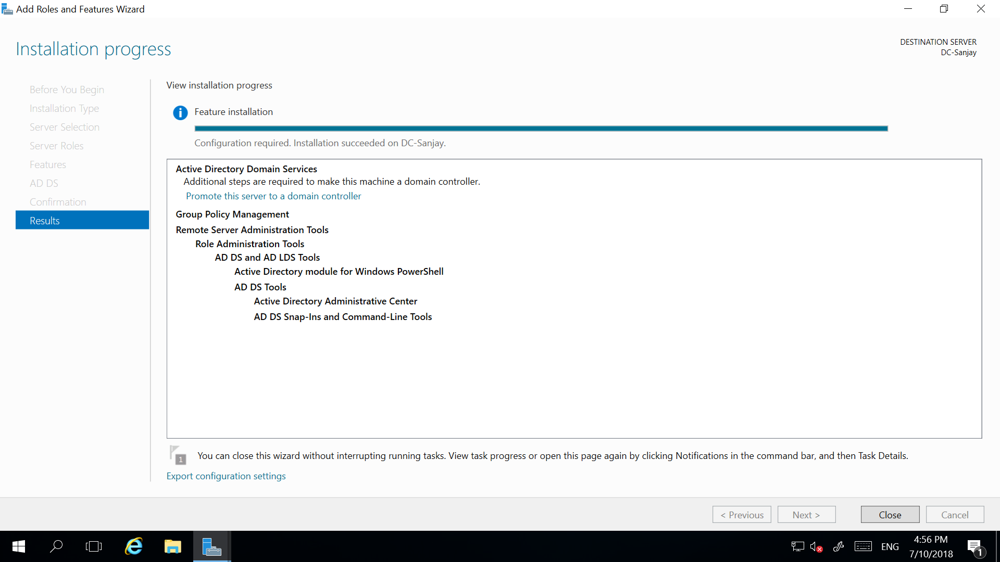 Add Roles and Features Wizard
Installation progress
DESTINATION SERVER
DC-Sanjay
Before You Begin
Installation Type
Server Selection
Server Roles
Features
AD DS
Confirmation
Results
View installation progress
Feature installation
Configuration required. Installation succeeded on DC-Sanjay.
Active Directory Domain Services
Additional steps are required to make this machine a domain controller.
Promote this server to a domain controller
Group Policy Management
Remote Server Administration Tools
Role Administration Tools
AD DS and AD LDS Tools
Active Directory module for Windows PowerShell
AD DS Tools
Active Directory Administrative Center
AD DS Snap-Ins and Command-Line Tools
1
You can close this wizard without interrupting running tasks. View task progress or open this page again by clicking Notifications in the command bar, and then Task Details.
Export configuration settings
< Previous
Next >
Close
Cancel
ENG
4:56 PM
7/10/2018
1